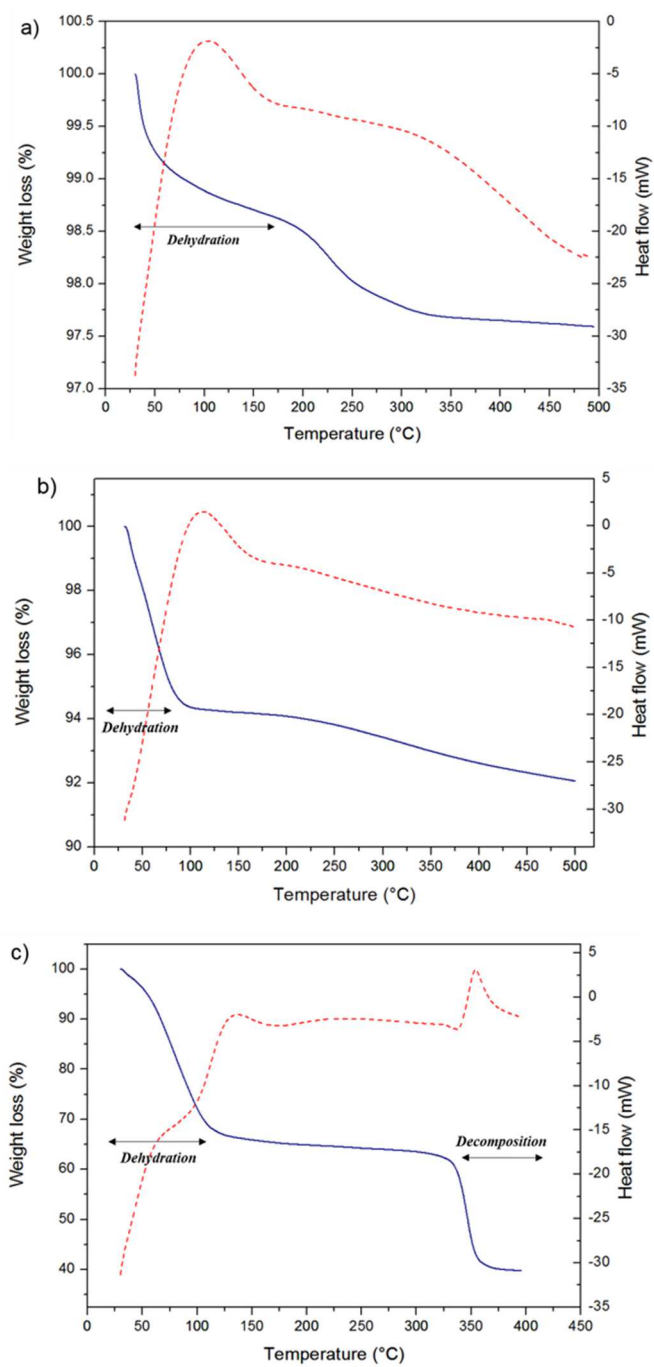 a)
100.5
100.0
99.5
99.0
98.5
98.0
97.5
97.0
Weight loss (%)
0
-5
-10
-15
-20
-25
-30
-35
Heat flow (mW)
Dehydration
0 50 100 150 200 250 300 350 400 450 500
Temperature (°C)
b)
100
98
96
94
92
90
Weight loss (%)
5
0
-5
-10
-15
-20
-25
-30
Heat flow (mW)
Dehydration
0 50 100 150 200 250 300 350 400 450 500
Temperature (°C)
c)
100
90
80
70
60
50
40
Weight loss (%)
5
0
-5
-10
-15
-20
-25
-30
-35
Heat flow (mW)
Decomposition
Dehydration
0 50 100 150 200 250 300 350 400 450
Temperature (°C)